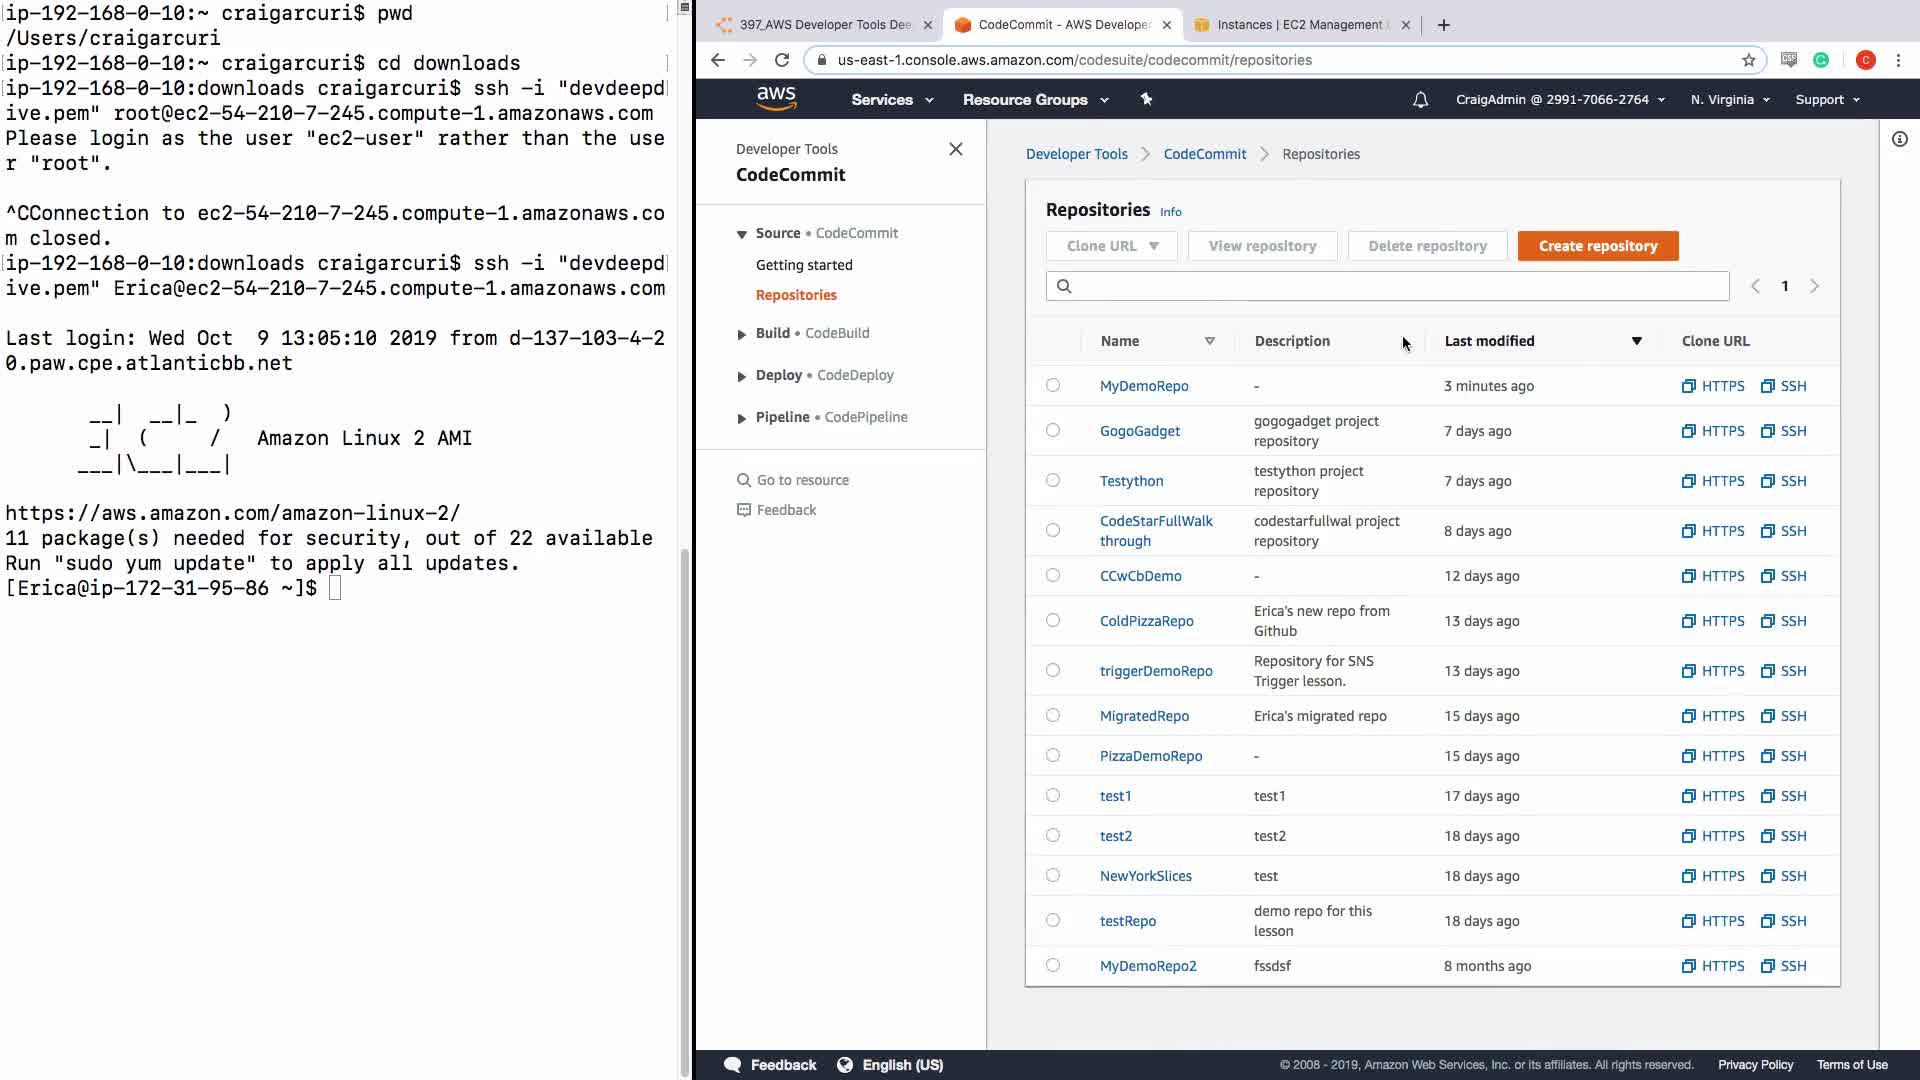 ip-192-168-0-10:~ craigarcuri$ pwd
/Users/craigarcuri
ip-192-168-0-10:~ craigarcuri$ cd downloads
ip-192-168-0-10:downloads craigarcuri$ ssh -i "devdeepd
ive.pem" root@ec2-54-210-7-245.compute-1.amazonaws.com
Please login as the user "ec2-user" rather than the use
r "root".
^CConnection to ec2-54-210-7-245.compute-1.amazonaws.co
m closed.
ip-192-168-0-10:downloads craigarcuri$ ssh -i "devdeepd
ive.pem" Erica@ec2-54-210-7-245.compute-1.amazonaws.com
Last login: Wed Oct  9 13:05:10 2019 from d-137-103-4-2
0.paw.cpe.atlanticbb.net
       __|  __|_  )
       _|  (     /   Amazon Linux 2 AMI
      ___|\___|___|
https://aws.amazon.com/amazon-linux-2/
11 package(s) needed for security, out of 22 available
Run "sudo yum update" to apply all updates.
[Erica@ip-172-31-95-86 ~]$
397_AWS Developer Tools Dee
CodeCommit - AWS Developer
Instances | EC2 Management
us-east-1.console.aws.amazon.com/codesuite/codecommit/repositories
C
aws Services Resource Groups CraigAdmin @ 2991-7066-2764 N. Virginia Support
Developer Tools
CodeCommit
Source • CodeCommit
Getting started
Repositories
Build • CodeBuild
Deploy • CodeDeploy
Pipeline • CodePipeline
Go to resource
Feedback
Developer Tools CodeCommit Repositories
Repositories Info
Clone URL View repository Delete repository Create repository
1
Name Description Last modified Clone URL
MyDemoRepo - 3 minutes ago HTTPS SSH
GogoGadget gogogadget project 7 days ago HTTPS SSH
repository
Testython testython project 7 days ago HTTPS SSH
repository
CodeStarFullWalk codestarfullwal project 8 days ago HTTPS SSH
through repository
CCwCbDemo - 12 days ago HTTPS SSH
ColdPizzaRepo Erica's new repo from 13 days ago HTTPS SSH
Github
triggerDemoRepo Repository for SNS 13 days ago HTTPS SSH
Trigger lesson.
MigratedRepo Erica's migrated repo 15 days ago HTTPS SSH
PizzaDemoRepo - 15 days ago HTTPS SSH
test1 test1 17 days ago HTTPS SSH
test2 test2 18 days ago HTTPS SSH
NewYorkSlices test 18 days ago HTTPS SSH
testRepo demo repo for this 18 days ago HTTPS SSH
lesson
MyDemoRepo2 fssdsf 8 months ago HTTPS SSH
Feedback English (US) © 2008 - 2019, Amazon Web Services, Inc. or its affiliates. All rights reserved. Privacy Policy Terms of Use